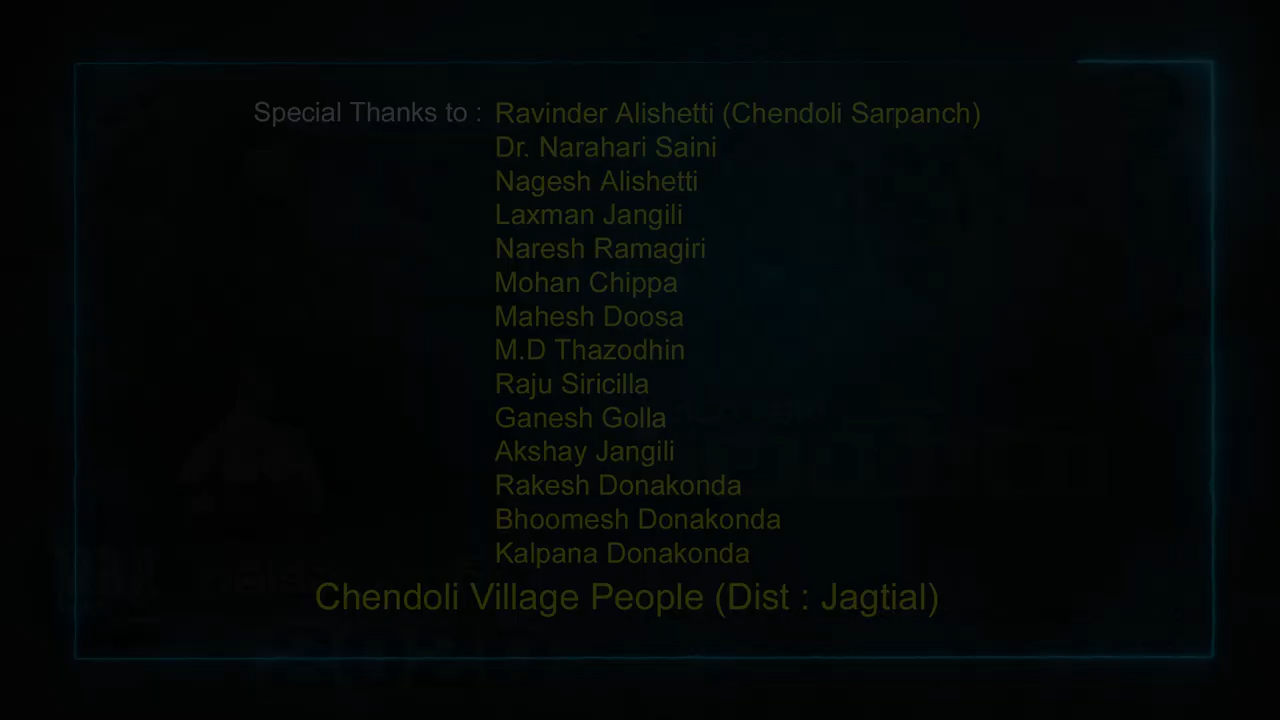 Special Thanks to : Ravinder Alishetti (Chendoli Sarpanch)
Dr. Narahari Saini
Nagesh Alishetti
Laxman Jangili
Naresh Ramagiri
Mohan Chippa
Mahesh Doosa
M.D Thazodhin
Raju Siricilla
Ganesh Golla
Akshay Jangili
Rakesh Donakonda
Bhoomesh Donakonda
Kalpana Donakonda
Chendoli Village People (Dist : Jagtial)